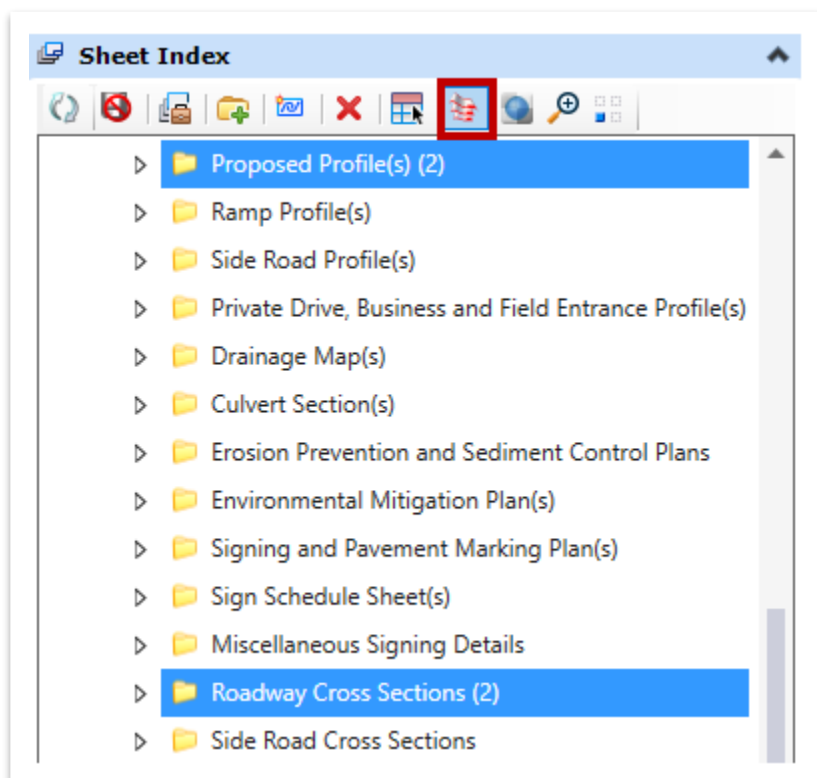 Sheet Index
Proposed Profile(s) (2)
Ramp Profile(s)
Side Road Profile(s)
Private Drive, Business and Field Entrance Profile(s)
Drainage Map(s)
Culvert Section(s)
Erosion Prevention and Sediment Control Plans
Environmental Mitigation Plan(s)
Signing and Pavement Marking Plan(s)
Sign Schedule Sheet(s)
Miscellaneous Signing Details
Roadway Cross Sections (2)
Side Road Cross Sections